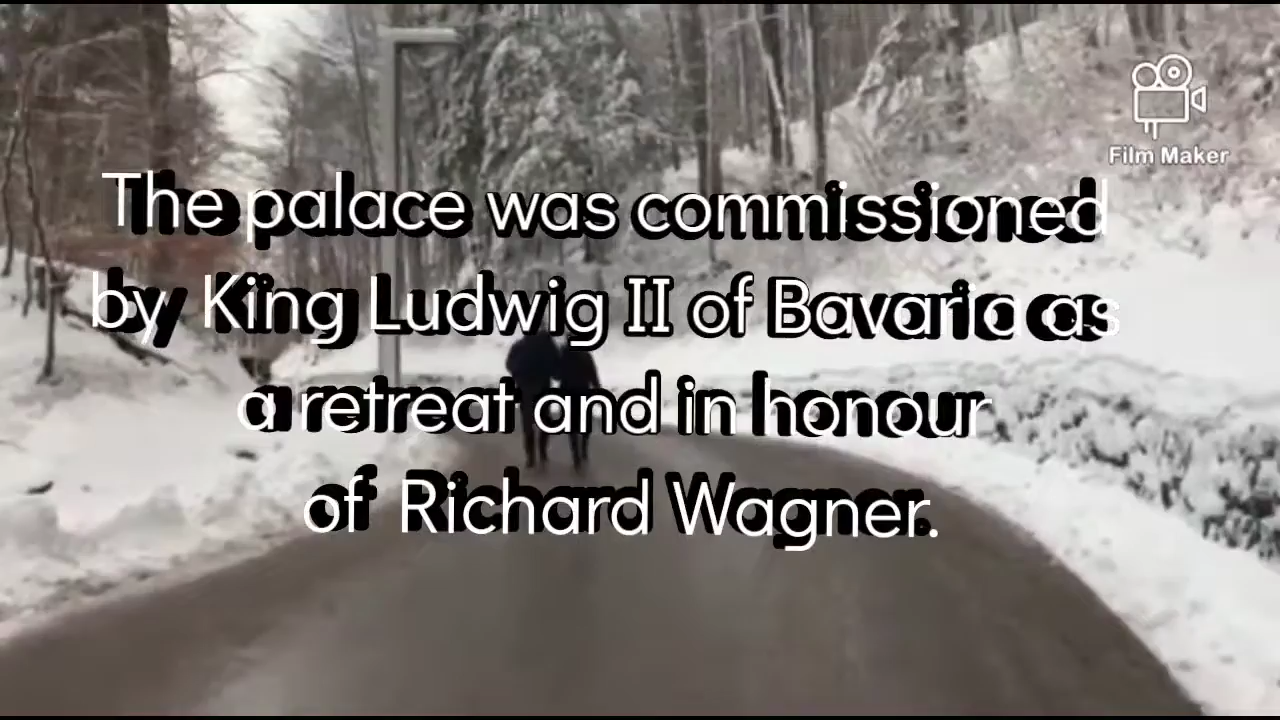 Film Maker
The palace was commissioned
by King Ludwig II of Bavaria as
a retreat and in honour
of Richard Wagner.